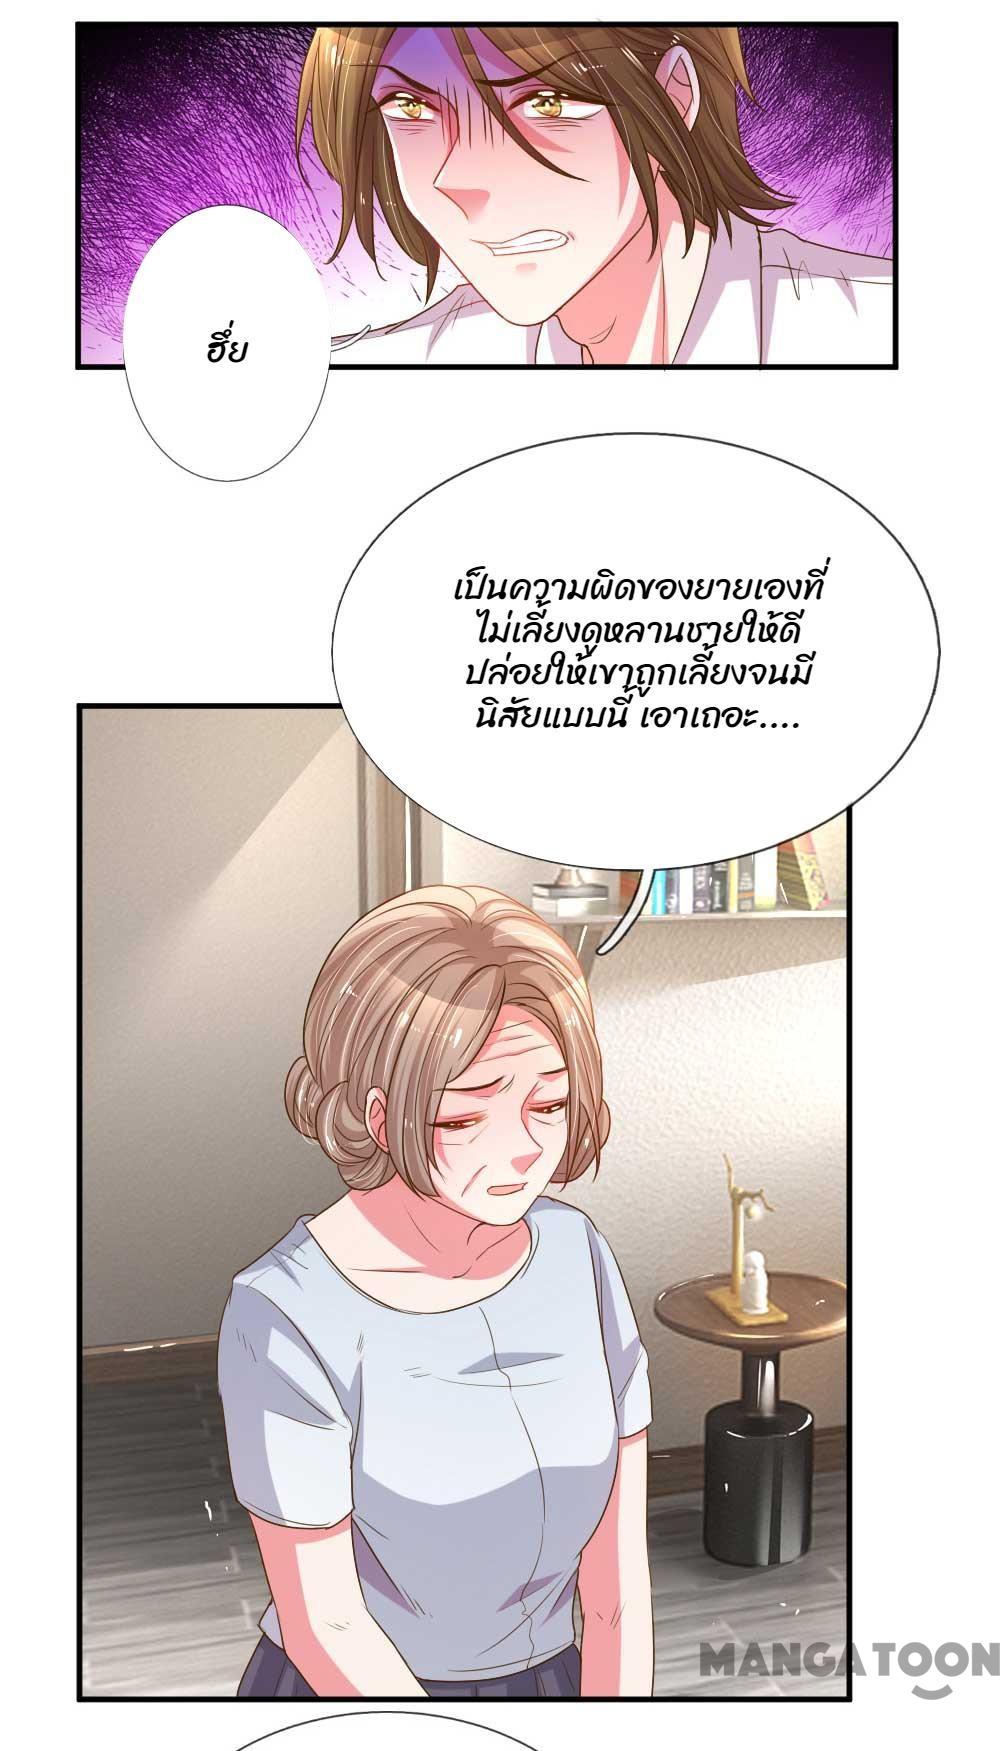 ฮึ่ย
เป็นความผิดของยายเองที่
ไม่เลี้ยงดูหลานชายให้ดี
ปล่อยให้เขาถูกเลี้ยงจนมี
นิสัยแบบนี้ เอาเถอะ....
MANGATOON